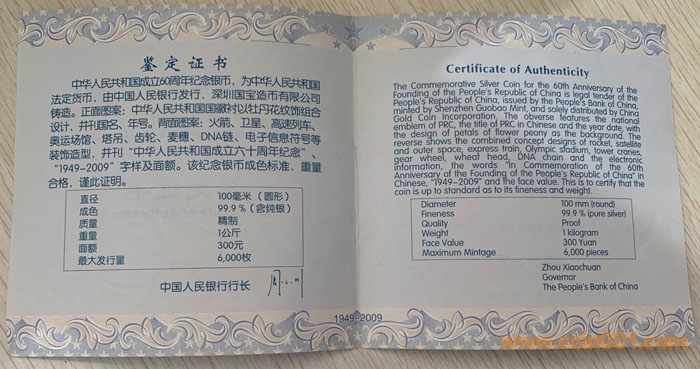 鉴定证书
中华人民共和国成立60周年纪念银币，为中华人民共和国
法定货币，由中国人民银行发行，深圳国宝造币有限公司
铸造。正面图案：中华人民共和国国徽衬以牡丹花纹饰组合
设计，并刊国名、年号。背面图案：火箭、卫星、高速列车、
奥运场馆、塔吊、齿轮、麦穗、DNA链、电子信息符号等
装饰造型，并刊“中华人民共和国成立六十周年纪念”、
“1949-2009”字样及面额。该纪念银币成色标准，重量
合格，谨此证明。
直径 100毫米（圆形）
成色 99.9％（含纯银）
质量 精制
重量 1公斤
面额 300元
最大发行量 6,000枚
中国人民银行行长
Certificate of Authenticity
The Commemorative Silver Coin for the 60th Anniversary of the
Founding of the People's Republic of China is legal tender of the
People's Republic of China, issued by the People's Bank of China,
minted by Shenzhen Guobao Mint, and solely distributed by China
Gold Coin Incorporation. The obverse features the national
emblem of PRC, the title of PRC in Chinese and the year date, with
the design of petals of flower peony as the background. The
reverse shows the combined concept designs of rocket, satellite
and outer space, express train, Olympic stadium, tower cranes,
gear wheel, wheat head, DNA chain and the electronic
information, the words "In Commemoration of the 60th
Anniversary of the Founding of the People's Republic of China" in
Chinese, "1949-2009" and the face value. This is to certify that the
coin is up to standard as to its fineness and weight.
Diameter 100 mm (round)
Fineness 99.9 % (pure silver)
Quality Proof
Weight 1 kilogram
Face Value 300 Yuan
Maximum Mintage 6,000 pieces
Zhou Xiaochuan
Governor
The People's Bank of China
1949-2009
www.coin001.com